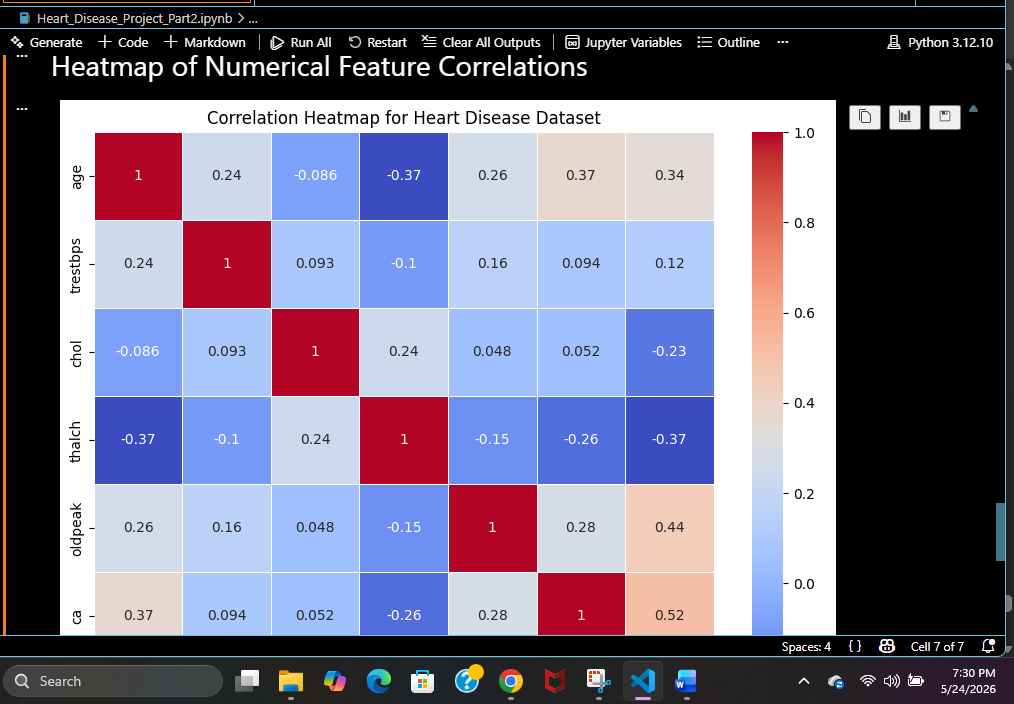 Heart_Disease_Project_Part2.ipynb > ...
Generate + Code + Markdown | Run All Restart Clear All Outputs | Jupyter Variables Outline ... Python 3.12.10
Heatmap of Numerical Feature Correlations
Correlation Heatmap for Heart Disease Dataset
age 1 0.24 -0.086 -0.37 0.26 0.37 0.34
trestbps 0.24 1 0.093 -0.1 0.16 0.094 0.12
chol -0.086 0.093 1 0.24 0.048 0.052 -0.23
thalch -0.37 -0.1 0.24 1 -0.15 -0.26 -0.37
oldpeak 0.26 0.16 0.048 -0.15 1 0.28 0.44
ca 0.37 0.094 0.052 -0.26 0.28 1 0.52
1.0
0.8
0.6
0.4
0.2
0.0
Spaces: 4 { } Cell 7 of 7
Search
7:30 PM
5/24/2026